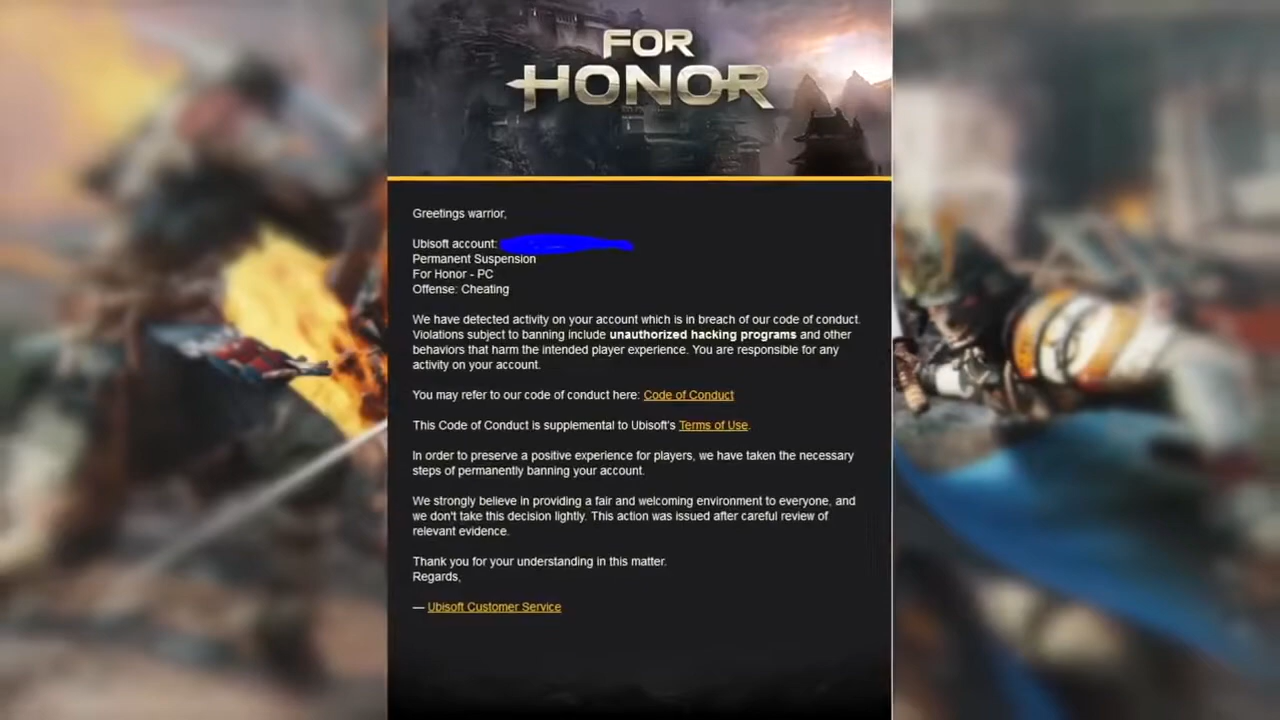 FOR
HONOR
Greetings warrior,
Ubisoft account:
Permanent Suspension
For Honor - PC
Offense: Cheating
We have detected activity on your account which is in breach of our code of conduct.
Violations subject to banning include unauthorized hacking programs and other
behaviors that harm the intended player experience. You are responsible for any
activity on your account.
You may refer to our code of conduct here: Code of Conduct
This Code of Conduct is supplemental to Ubisoft's Terms of Use.
In order to preserve a positive experience for players, we have taken the necessary
steps of permanently banning your account.
We strongly believe in providing a fair and welcoming environment to everyone, and
we don't take this decision lightly. This action was issued after careful review of
relevant evidence.
Thank you for your understanding in this matter.
Regards,
— Ubisoft Customer Service